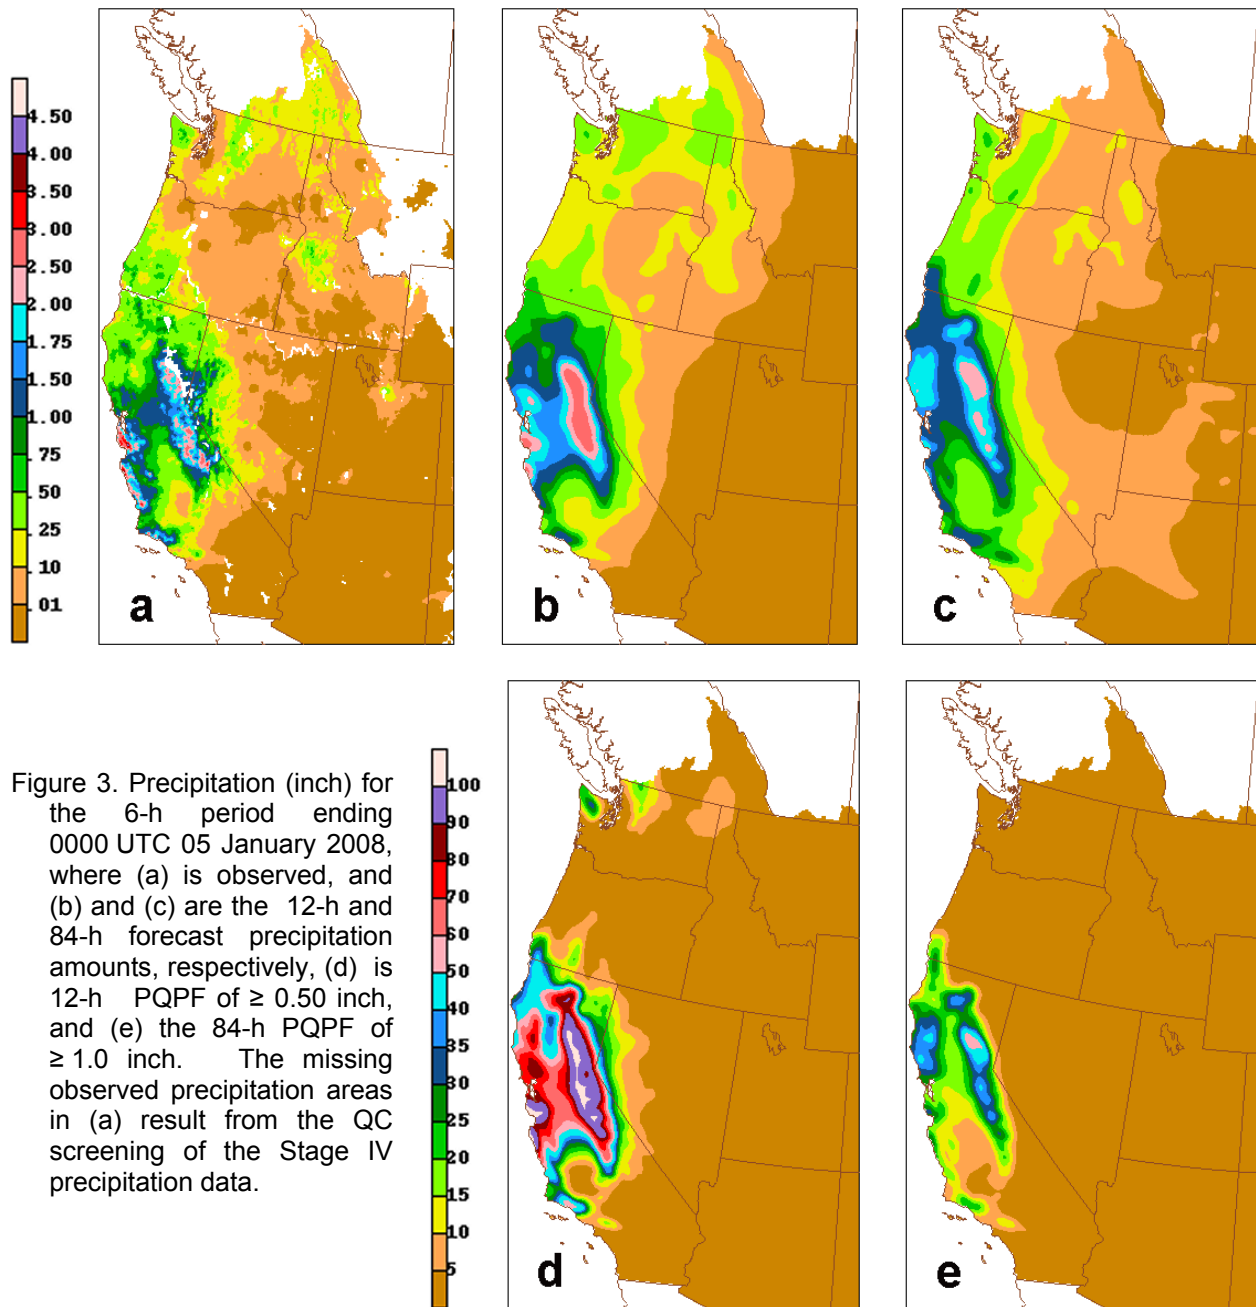 4.50
4.00
3.50
3.00
2.50
2.00
1.75
1.50
1.00
.75
.50
.25
.10
.01
a
b
c
Figure 3. Precipitation (inch) for
the 6-h period ending
0000 UTC 05 January 2008,
where (a) is observed, and
(b) and (c) are the 12-h and
84-h forecast precipitation
amounts, respectively, (d) is
12-h PQPF of ≥ 0.50 inch,
and (e) the 84-h PQPF of
≥ 1.0 inch. The missing
observed precipitation areas
in (a) result from the QC
screening of the Stage IV
precipitation data.
100
90
80
70
60
50
40
35
30
25
20
15
10
5
d
e